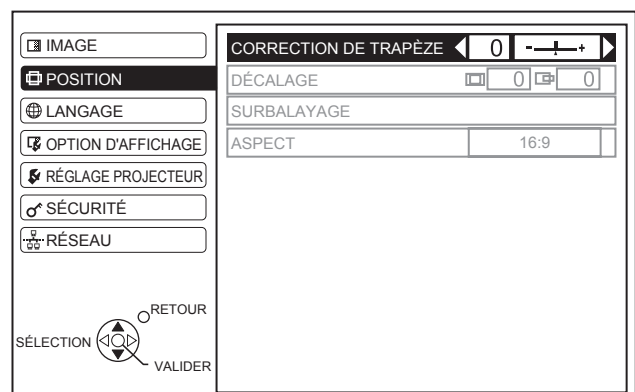 IMAGE
POSITION
LANGAGE
OPTION D'AFFICHAGE
RÉGLAGE PROJECTEUR
SÉCURITÉ
RÉSEAU
RETOUR
SÉLECTION
VALIDER
CORRECTION DE TRAPÈZE 0 - +
DÉCALAGE 0 0
SURBALAYAGE
ASPECT 16:9